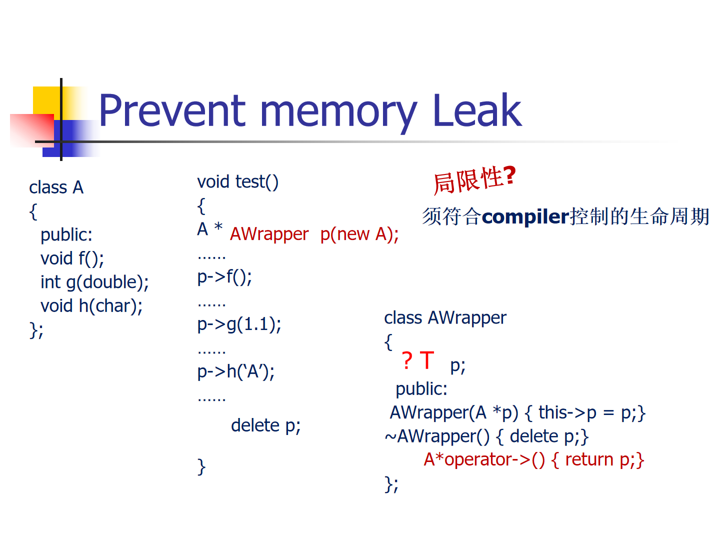 Prevent memory Leak
class A
{
public:
void f();
int g(double);
void h(char);
};
void test()
{
A * AWrapper p(new A);
……
p->f();
……
p->g(1.1);
……
p->h(‘A’);
……
delete p;
}
局限性?
须符合compiler控制的生命周期
class AWrapper
{
? T p;
public:
AWrapper(A *p) { this->p = p;}
~AWrapper() { delete p;}
A*operator->() { return p;}
};